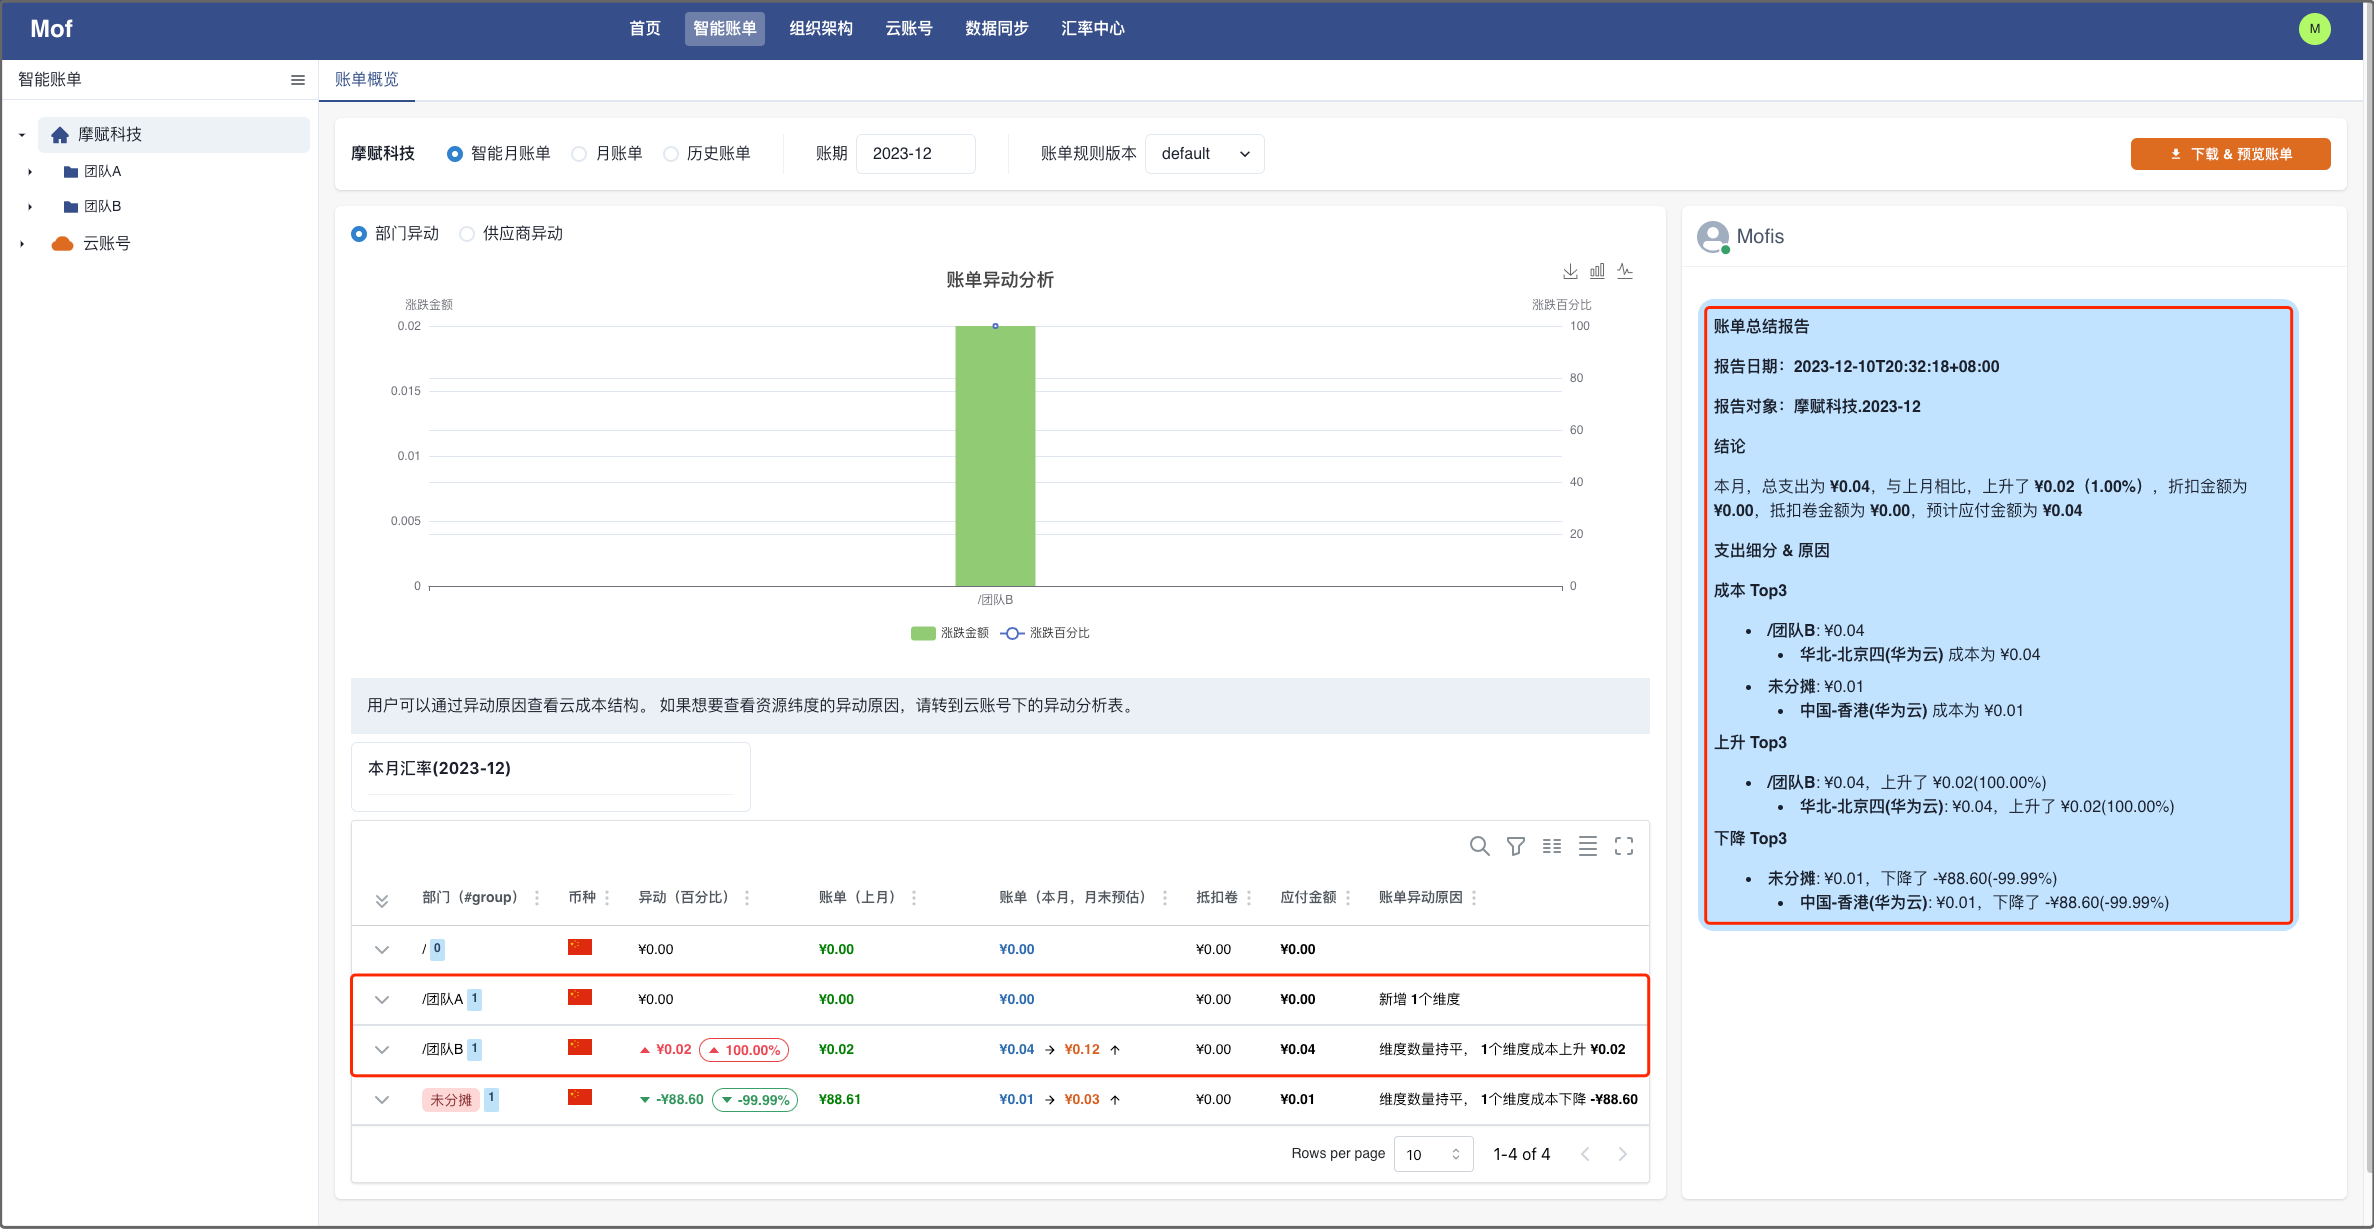 Mof
首页 智能账单 组织架构 云账号 数据同步 汇率中心
M
智能账单
摩赋科技
团队A
团队B
云账号
账单概览
摩赋科技 智能月账单 月账单 历史账单 账期 2023-12 账单规则版本 default
下载 & 预览账单
部门异动 供应商异动
账单异动分析
涨跌金额
涨跌百分比
0.02
0.015
0.01
0.005
0
100
80
60
40
20
0
/团队B
涨跌金额 涨跌百分比
用户可以通过异动原因查看云成本结构。 如果想要查看资源纬度的异动原因，请转到云账号下的异动分析表。
本月汇率(2023-12)
部门（#group） 币种 异动（百分比） 账单（上月） 账单（本月，月末预估） 抵扣卷 应付金额 账单异动原因
/ 0 ¥0.00 ¥0.00 ¥0.00 ¥0.00 ¥0.00
/团队A 1 ¥0.00 ¥0.00 ¥0.00 ¥0.00 ¥0.00 新增 1个维度
/团队B 1 ¥0.02 100.00% ¥0.02 ¥0.04 → ¥0.12 ↑ ¥0.00 ¥0.04 维度数量持平， 1个维度成本上升 ¥0.02
未分摊 1 -¥88.60 -99.99% ¥88.61 ¥0.01 → ¥0.03 ↑ ¥0.00 ¥0.01 维度数量持平， 1个维度成本下降 -¥88.60
Rows per page 10 1-4 of 4
Mofis
账单总结报告
报告日期：2023-12-10T20:32:18+08:00
报告对象：摩赋科技.2023-12
结论
本月，总支出为 ¥0.04，与上月相比，上升了 ¥0.02（1.00%），折扣金额为
¥0.00，抵扣卷金额为 ¥0.00，预计应付金额为 ¥0.04
支出细分 & 原因
成本 Top3
• /团队B: ¥0.04
• 华北-北京四(华为云) 成本为 ¥0.04
• 未分摊: ¥0.01
• 中国-香港(华为云) 成本为 ¥0.01
上升 Top3
• /团队B: ¥0.04，上升了 ¥0.02(100.00%)
• 华北-北京四(华为云): ¥0.04，上升了 ¥0.02(100.00%)
下降 Top3
• 未分摊: ¥0.01，下降了 -¥88.60(-99.99%)
• 中国-香港(华为云): ¥0.01，下降了 -¥88.60(-99.99%)